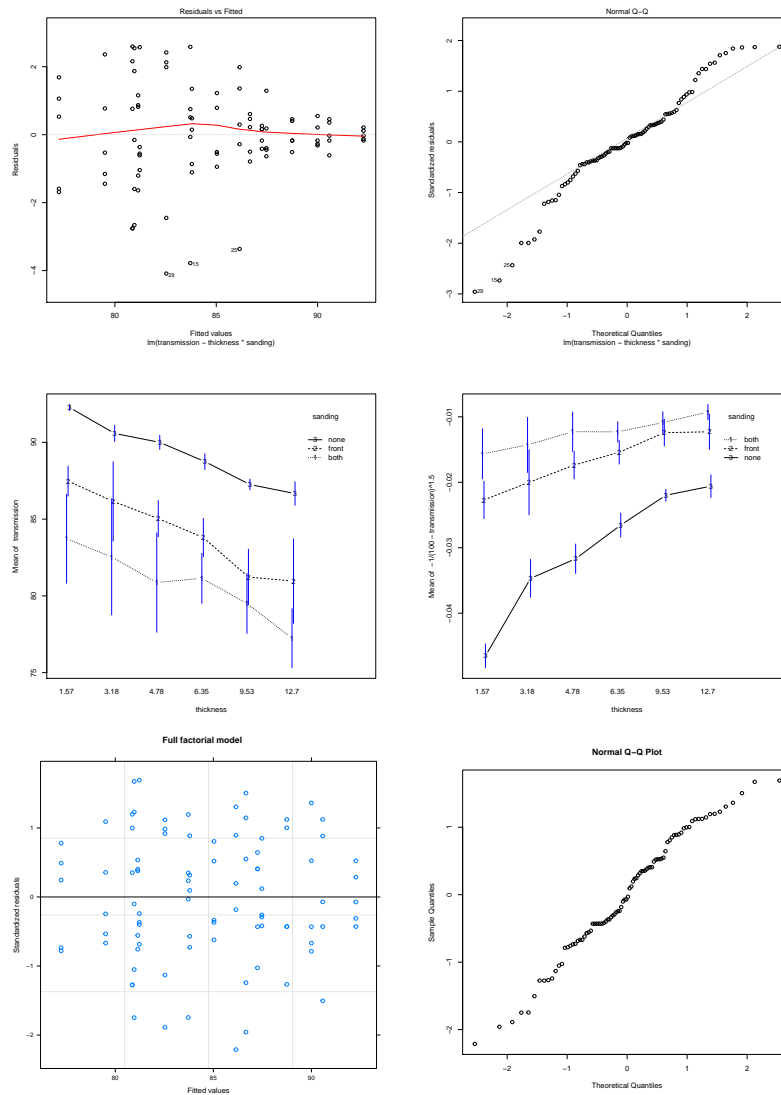 Residuals vs Fitted
Residuals
2
0
−2
−4
29
15
25
80
85
90
Fitted values
lm(transmission ~ thickness * sanding)
Normal Q−Q
Standardized residuals
2
1
0
−1
−2
−3
29
15
25
−2
−1
0
1
2
Theoretical Quantiles
lm(transmission ~ thickness * sanding)
Mean of transmission
90
85
80
75
sanding
3 none
2 front
1 both
1.57
3.18
4.78
6.35
9.53
12.7
thickness
Mean of −1/(100 − transmission)^1.5
−0.01
−0.02
−0.03
−0.04
sanding
1 both
2 front
3 none
1.57
3.18
4.78
6.35
9.53
12.7
thickness
Full factorial model
Standardized residuals
1
0
−1
−2
80
85
90
Fitted values
Normal Q−Q Plot
Sample Quantiles
1
0
−1
−2
−2
−1
0
1
2
Theoretical Quantiles